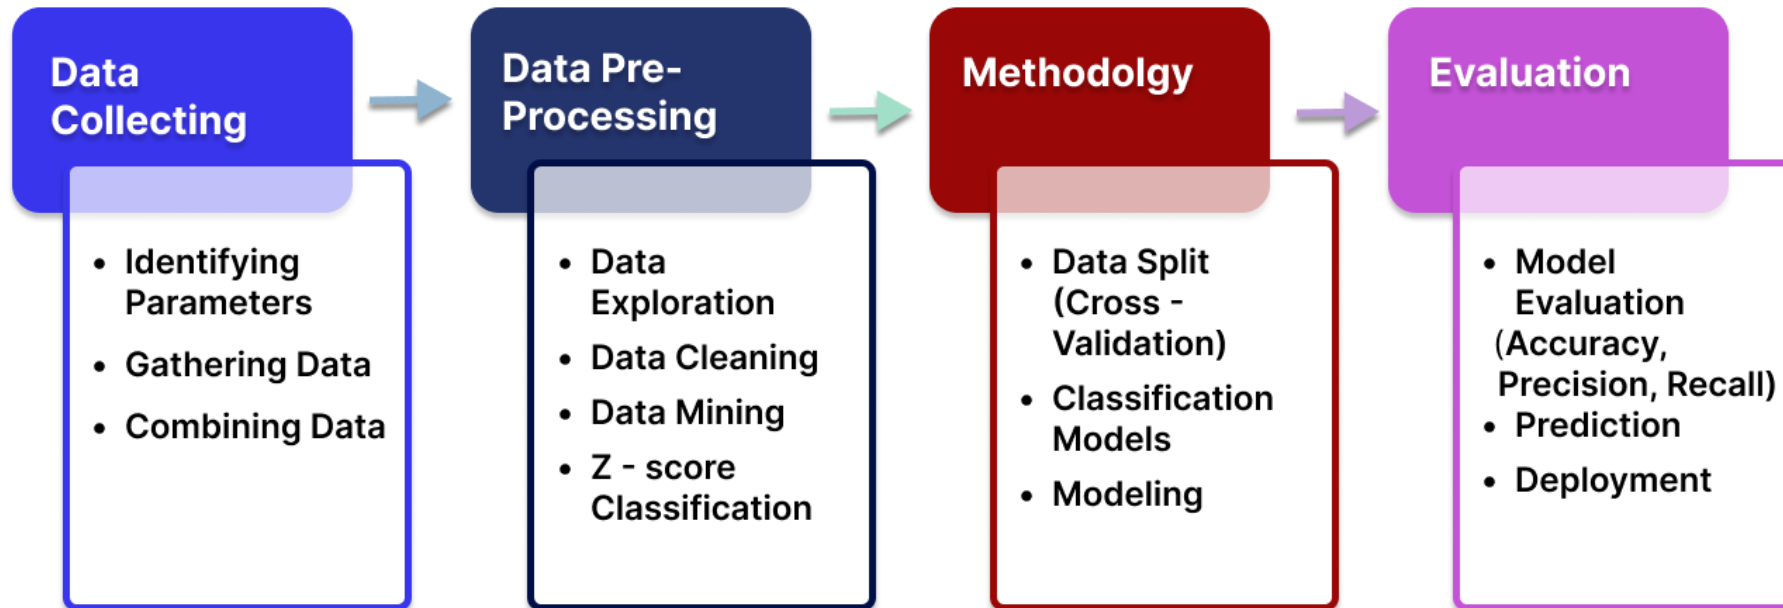 Data
Collecting
• Identifying
Parameters
• Gathering Data
• Combining Data
Data Pre-
Processing
• Data
Exploration
• Data Cleaning
• Data Mining
• Z - score
Classification
Methodolgy
• Data Split
(Cross -
Validation)
• Classification
Models
• Modeling
Evaluation
• Model
Evaluation
(Accuracy,
Precision, Recall)
• Prediction
• Deployment